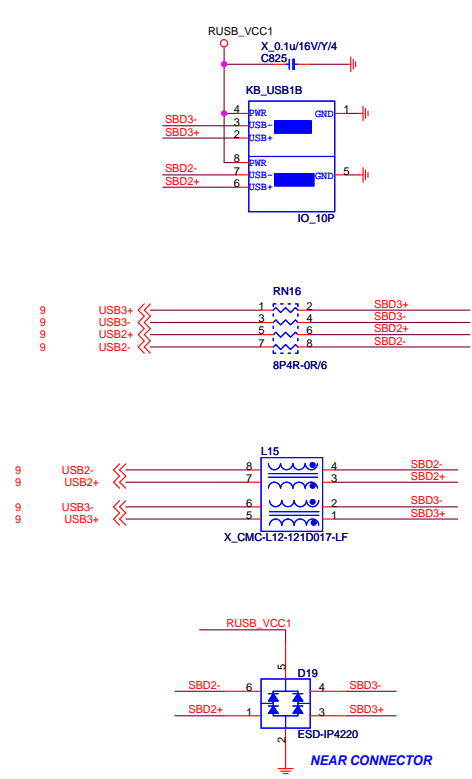 RUSB_VCC1
X_0.1u/16V/Y/4
C825
KB_USB1B
4 PWR GND 1
SBD3- 3 USB-
SBD3+ 2 USB+
8 PWR
SBD2- 7 USB- GND 5
SBD2+ 6 USB+
IO_10P
RN16
9 USB3+ 1 2 SBD3+
9 USB3- 3 4 SBD3-
9 USB2+ 5 6 SBD2+
9 USB2- 7 8 SBD2-
8P4R-0R/6
L15
9 USB2- 8 4 SBD2-
9 USB2+ 7 3 SBD2+
9 USB3- 6 2 SBD3-
9 USB3+ 5 1 SBD3+
X_CMC-L12-121D017-LF
RUSB_VCC1
5
D19
SBD2- 6 4 SBD3-
SBD2+ 1 3 SBD3+
2
ESD-IP4220
NEAR CONNECTOR